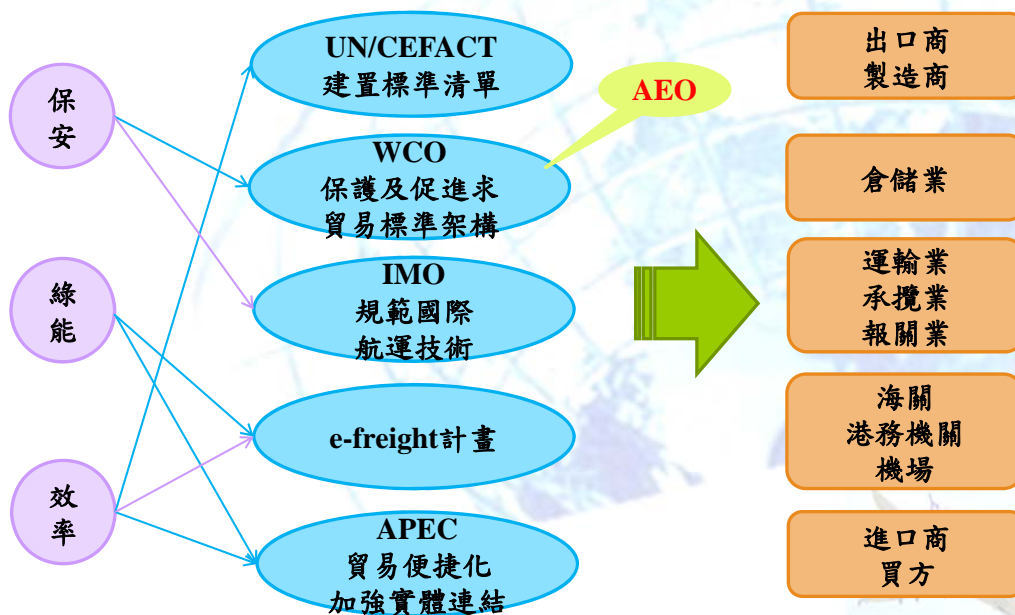 保
安
綠
能
效
率
UN/CEFACT
建置標準清單
WCO
保護及促進求
貿易標準架構
IMO
規範國際
航運技術
e-freight計畫
APEC
貿易便捷化
加強實體連結
AEO
出口商
製造商
倉儲業
運輸業
承攬業
報關業
海關
港務機關
機場
進口商
買方